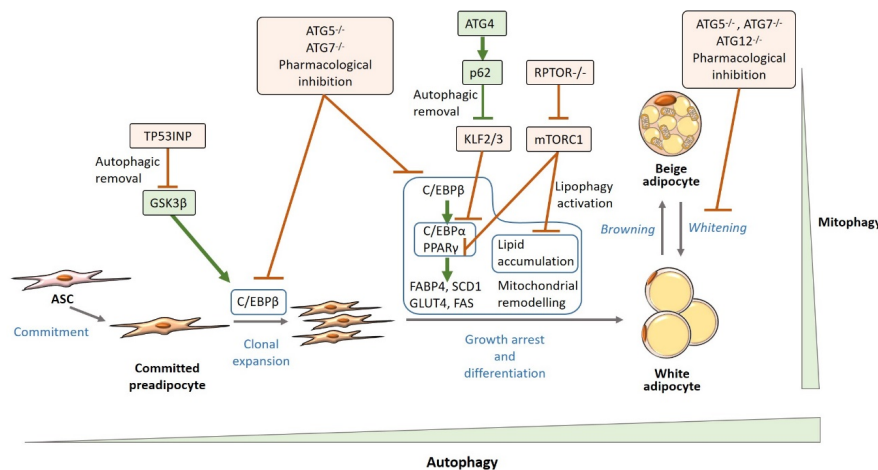 ATG5-/-
ATG7-/-
Pharmacological
inhibition
ATG4
p62
Autophagic
removal
KLF2/3
RPTOR-/-
mTORC1
ATG5-/-, ATG7-/-
ATG12-/-
Pharmacological
inhibition
TP53INP
Autophagic
removal
GSK3β
C/EBPβ
C/EBPα
PPARγ
FABP4, SCD1
GLUT4, FAS
Lipophagy
activation
Lipid
accumulation
Mitochondrial
remodelling
Beige
adipocyte
Browning
Whitening
Mitophagy
ASC
Commitment
Committed
preadipocyte
C/EBPβ
Clonal
expansion
Growth arrest
and
differentiation
White
adipocyte
Autophagy